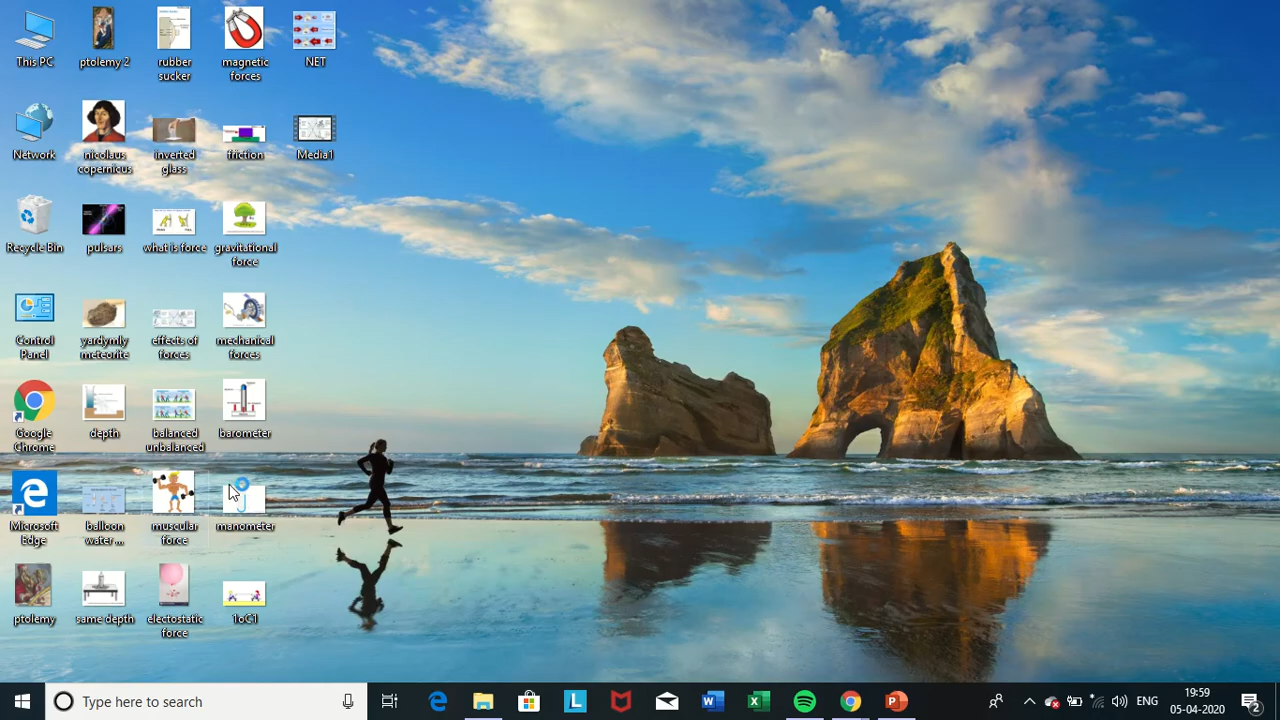 This PC
ptolemy 2
rubber
sucker
magnetic
forces
NET
Network
nicolaus
copernicus
inverted
glass
friction
Media1
Recycle Bin
pulsars
what is force
gravitational
force
Control
Panel
yardymly
meteorite
effects of
forces
mechanical
forces
Google
Chrome
depth
balanced
unbalanced
barometer
Microsoft
Edge
balloon
water ...
muscular
force
manometer
ptolemy
same depth
electostatic
force
1oC1
Type here to search
ENG
19:59
05-04-2020
2